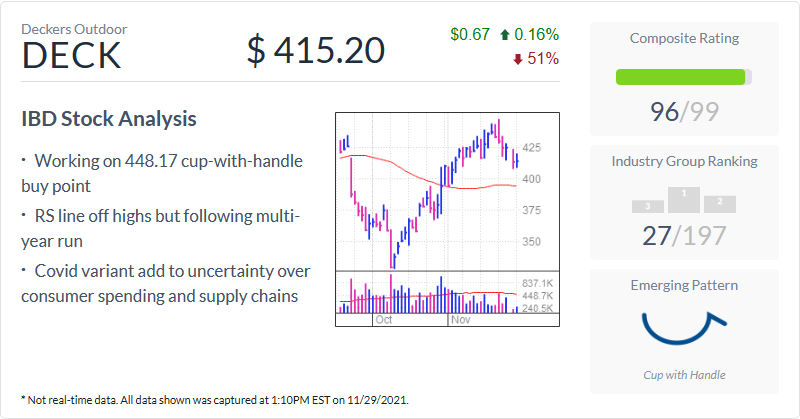 Deckers Outdoor
DECK
$ 415.20
$0.67 0.16%
51%
IBD Stock Analysis
· Working on 448.17 cup-with-handle
buy point
· RS line off highs but following multi-
year run
· Covid variant add to uncertainty over
consumer spending and supply chains
425
400
375
350
837.1K
448.7K
240.5K
Oct
Nov
Composite Rating
96/99
Industry Group Ranking
3
1
2
27/197
Emerging Pattern
Cup with Handle
* Not real-time data. All data shown was captured at 1:10PM EST on 11/29/2021.